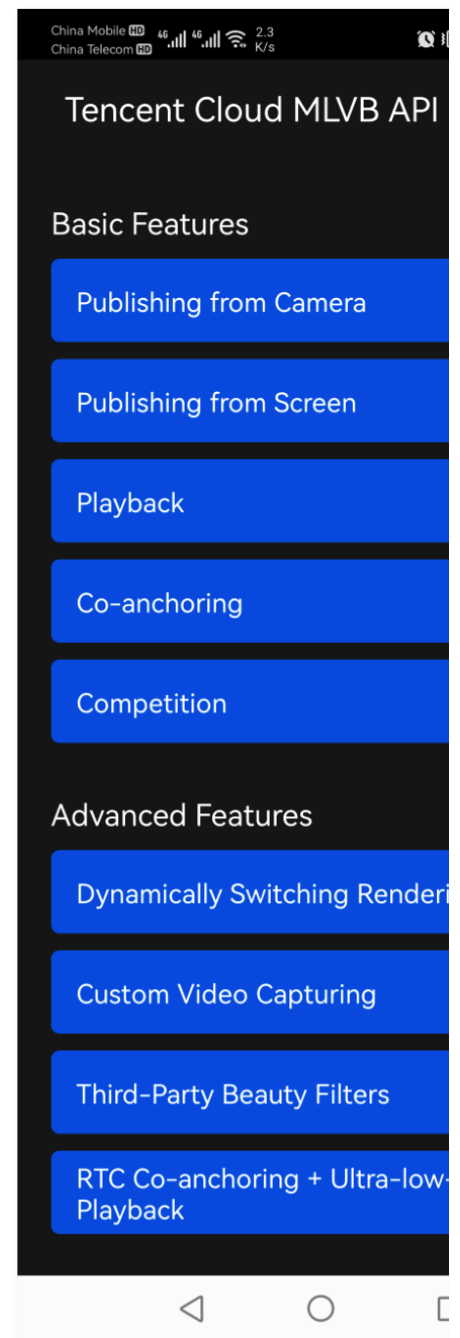 China Mobile HD 4G 4G 2.3
China Telecom HD K/s
Tencent Cloud MLVB API
Basic Features
Publishing from Camera
Publishing from Screen
Playback
Co-anchoring
Competition
Advanced Features
Dynamically Switching Renderi
Custom Video Capturing
Third-Party Beauty Filters
RTC Co-anchoring + Ultra-low-
Playback